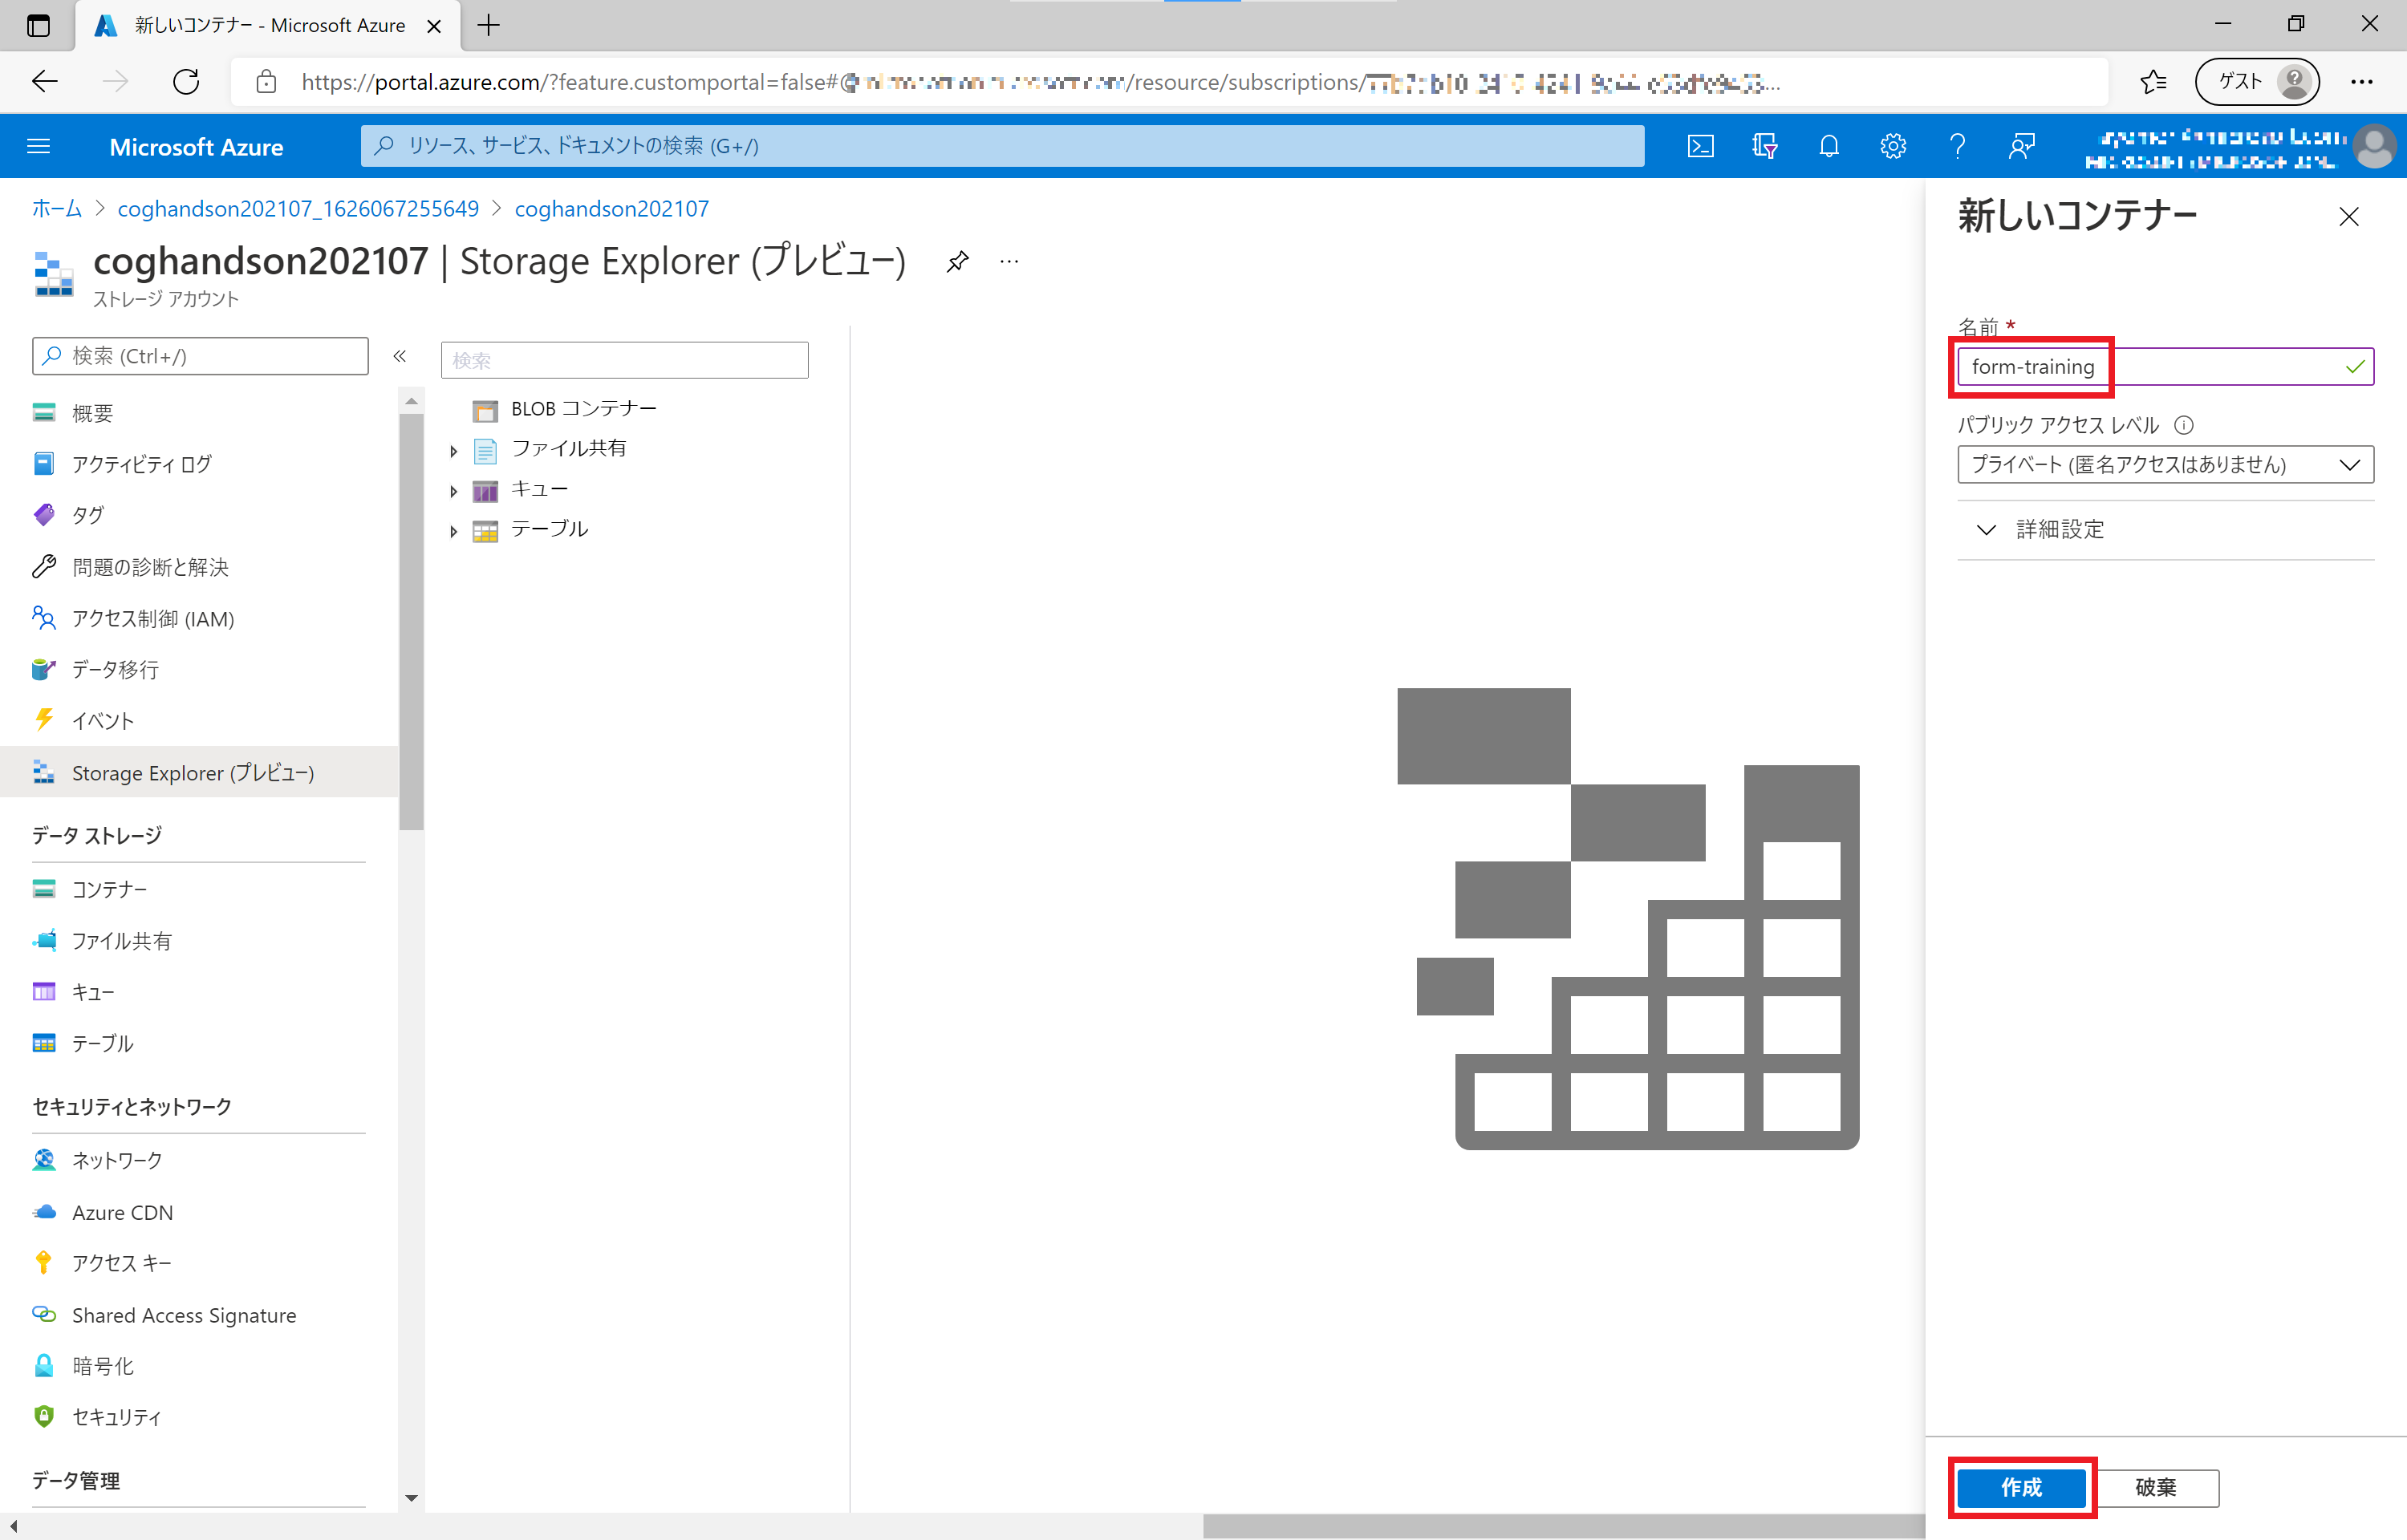 新しいコンテナー - Microsoft Azure
https://portal.azure.com/?feature.customportal=false#@
/resource/subscriptions/
...
ゲスト
Microsoft Azure
リソース、サービス、ドキュメントの検索 (G+/)
ホーム > coghandson202107_1626067255649 > coghandson202107
coghandson202107 | Storage Explorer (プレビュー)
ストレージ アカウント
検索 (Ctrl+/)
概要
アクティビティ ログ
タグ
問題の診断と解決
アクセス制御 (IAM)
データ移行
イベント
Storage Explorer (プレビュー)
データ ストレージ
コンテナー
ファイル共有
キュー
テーブル
セキュリティとネットワーク
ネットワーク
Azure CDN
アクセス キー
Shared Access Signature
暗号化
セキュリティ
データ管理
検索
BLOB コンテナー
ファイル共有
キュー
テーブル
新しいコンテナー
名前 *
form-training
パブリック アクセス レベル
プライベート (匿名アクセスはありません)
詳細設定
作成
破棄